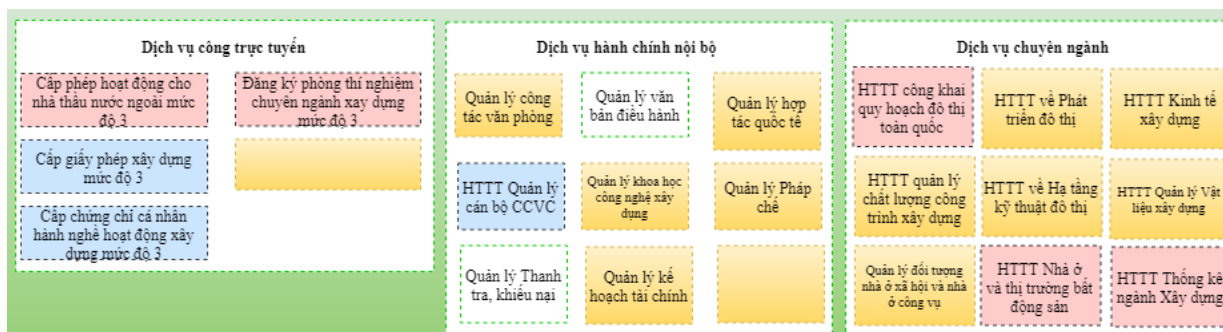 Dịch vụ công trực tuyến
Cấp phép hoạt động cho
nhà thầu nước ngoài mức
độ 3
Đăng ký phòng thí nghiệm
chuyên ngành xay dựng
mức độ 3
Cấp giấy phép xây dựng
mức độ 3
Cấp chứng chỉ cá nhân
hành nghề hoạt động xây
dựng mức độ 3
Dịch vụ hành chính nội bộ
Quản lý công
tác văn phòng
Quản lý văn
bản điều hành
Quản lý hợp
tác quốc tế
HTTT Quản lý
cán bộ CCVC
Quản lý khoa học
công nghệ xây
dựng
Quản lý Pháp
chế
Quản lý Thanh
tra, khiếu nại
Quản lý kế
hoạch tài chính
Dịch vụ chuyên ngành
HTTT công khai
quy hoạch đô thị
toàn quốc
HTTT về Phát
triển đô thị
HTTT Kinh tế
xây dựng
HTTT quản lý
chất lượng công
trình xây dựng
HTTT về Hạ tầng
kỹ thuật đô thị
HTTT Quản lý Vật
liệu xây dựng
Quản lý đối tượng
nhà ở xã hội và nhà
ở công vụ
HTTT Nhà ở
và thị trường bất
động sản
HTTT Thống kê
ngành Xây dựng